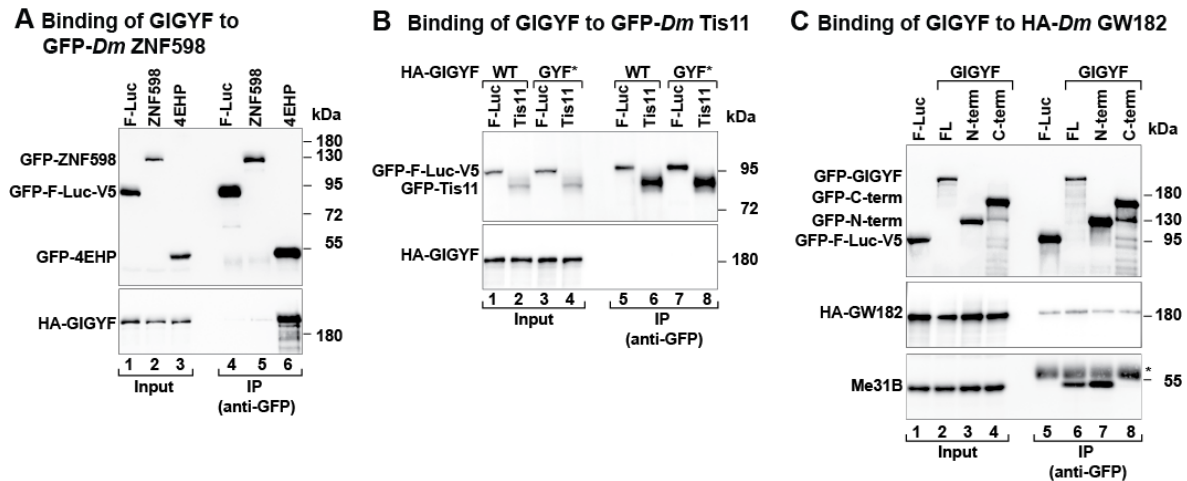 A Binding of GIGYF to
GFP-Dm ZNF598
F-Luc
ZNF598
4EHP
F-Luc
ZNF598
4EHP
kDa
GFP-ZNF598
GFP-F-Luc-V5
GFP-4EHP
180
130
95
72
55
HA-GIGYF
180
1 2 3 4 5 6
Input IP
(anti-GFP)
B Binding of GIGYF to GFP-Dm Tis11
HA-GIGYF WT GYF* WT GYF*
F-Luc
Tis11
F-Luc
Tis11
F-Luc
Tis11
F-Luc
Tis11
kDa
GFP-F-Luc-V5
GFP-Tis11
95
72
HA-GIGYF
180
1 2 3 4 5 6 7 8
Input IP
(anti-GFP)
C Binding of GIGYF to HA-Dm GW182
GIGYF GIGYF
F-Luc
FL
N-term
C-term
F-Luc
FL
N-term
C-term
kDa
GFP-GIGYF
GFP-C-term
GFP-N-term
GFP-F-Luc-V5
180
130
95
HA-GW182
180
Me31B
*
55
1 2 3 4 5 6 7 8
Input IP
(anti-GFP)